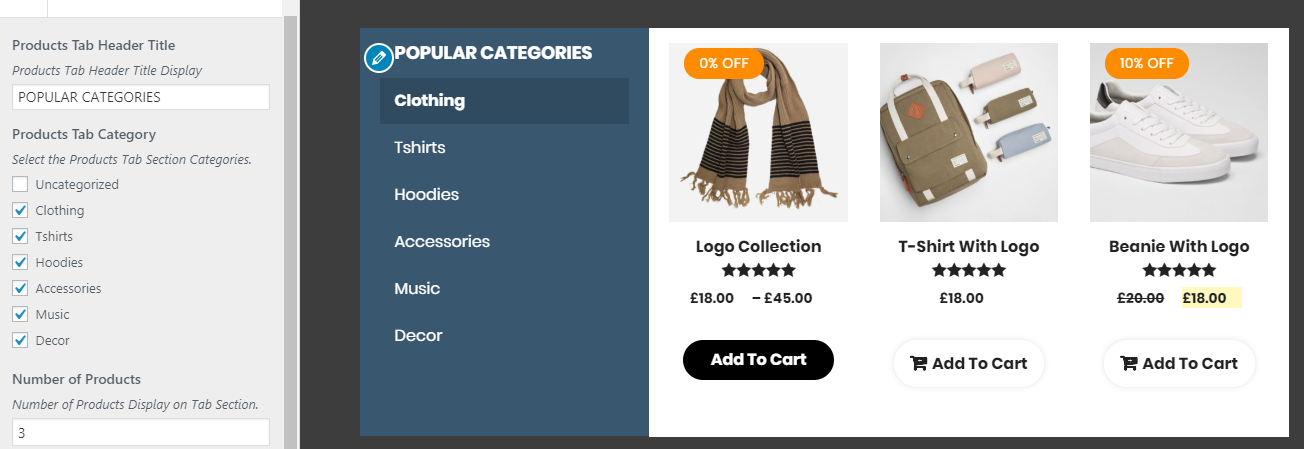 Products Tab Header Title
Products Tab Header Title Display
POPULAR CATEGORIES
Products Tab Category
Select the Products Tab Section Categories.
Uncategorized
Clothing
Tshirts
Hoodies
Accessories
Music
Decor
Number of Products
Number of Products Display on Tab Section.
3
POPULAR CATEGORIES
Clothing
Tshirts
Hoodies
Accessories
Music
Decor
0% OFF
Logo Collection
£18.00 – £45.00
Add To Cart
T-Shirt With Logo
£18.00
Add To Cart
10% OFF
Beanie With Logo
£20.00 £18.00
Add To Cart